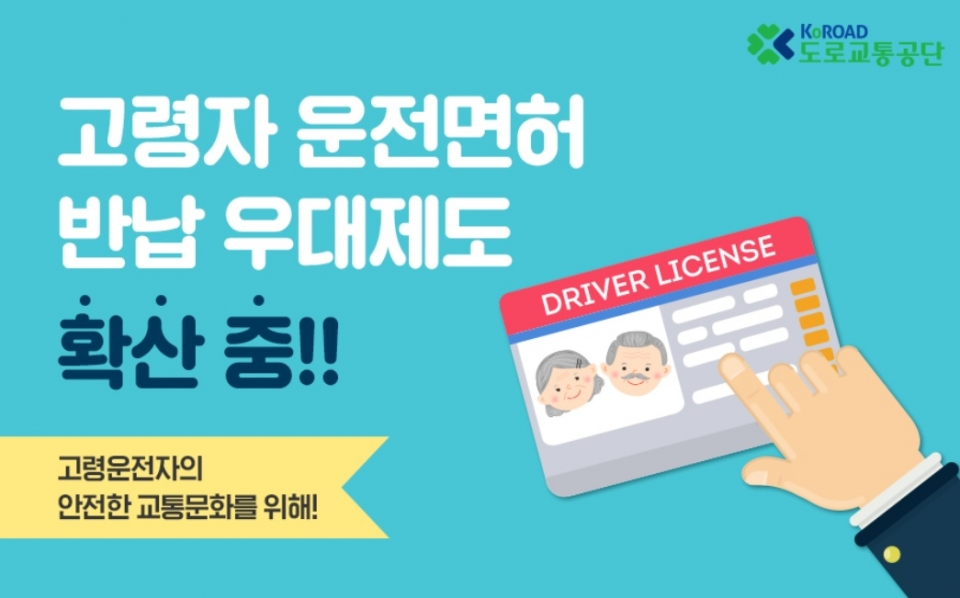 KoROAD
도로교통공단
고령자 운전면허
반납 우대제도
확산 중!!
DRIVER LICENSE
고령운전자의
안전한 교통문화를 위해!